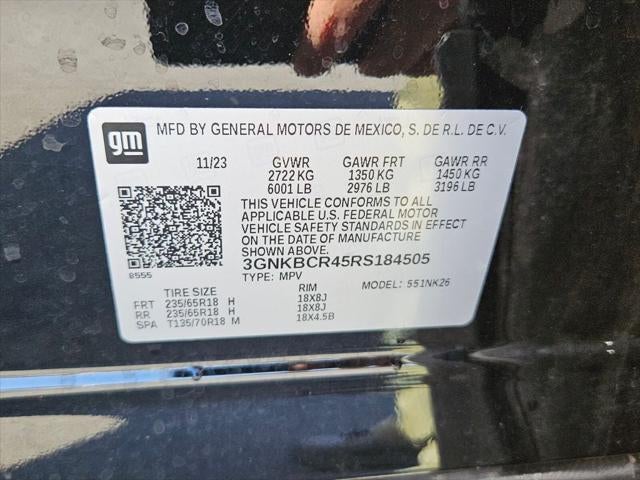 gm MFD BY GENERAL MOTORS DE MEXICO, S. DE R.L. DE C.V.
11/23 GVWR GAWR FRT GAWR RR
2722 KG 1350 KG 1450 KG
6001 LB 2976 LB 3196 LB
THIS VEHICLE CONFORMS TO ALL
APPLICABLE U.S. FEDERAL MOTOR
VEHICLE SAFETY STANDARDS IN EFFECT
ON THE DATE OF MANUFACTURE SHOWN ABOVE.
3GNKBCR45RS184505
8555 TYPE: MPV MODEL: 551NK26
TIRE SIZE RIM
FRT 235/65R18 H 18X8J
RR 235/65R18 H 18X8J
SPA T135/70R18 M 18X4.5B